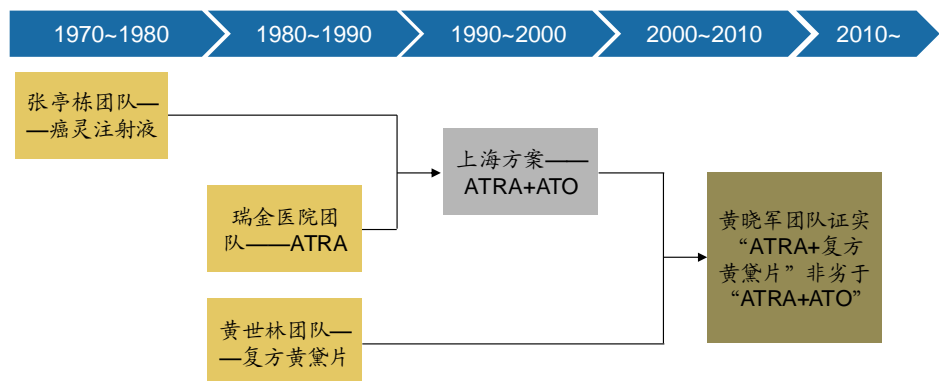 1970~1980
1980~1990
1990~2000
2000~2010
2010~
张亭栋团队—
—癌灵注射液
上海方案——
ATRA+ATO
瑞金医院团
队——ATRA
黄晓军团队证实
“ATRA+复方
黄黛片”非劣于
“ATRA+ATO”
黄世林团队—
—复方黄黛片